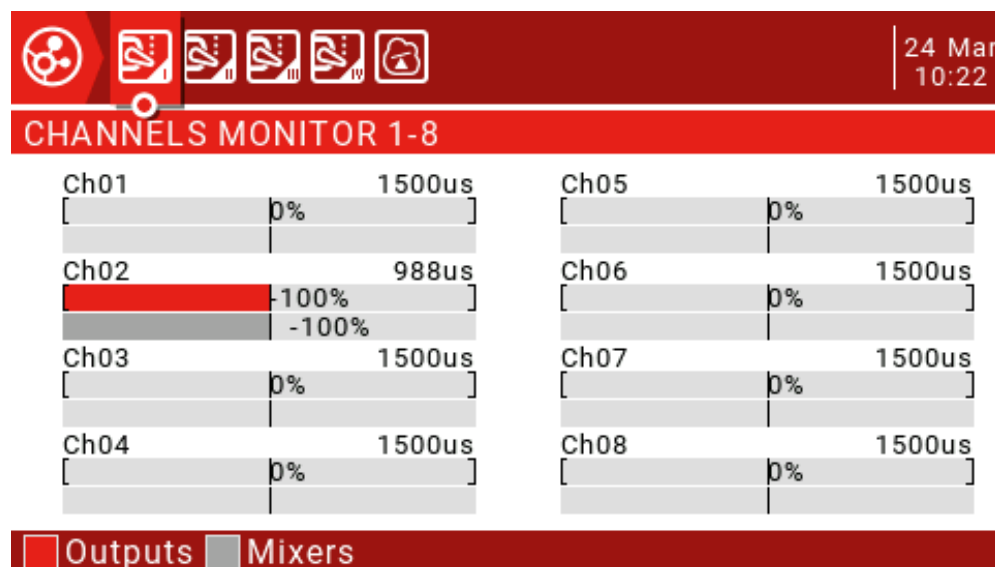 24 Mar
10:22
CHANNELS MONITOR 1-8
Ch01 1500us
0%
Ch02 988us
-100%
-100%
Ch03 1500us
0%
Ch04 1500us
0%
Ch05 1500us
0%
Ch06 1500us
0%
Ch07 1500us
0%
Ch08 1500us
0%
Outputs Mixers